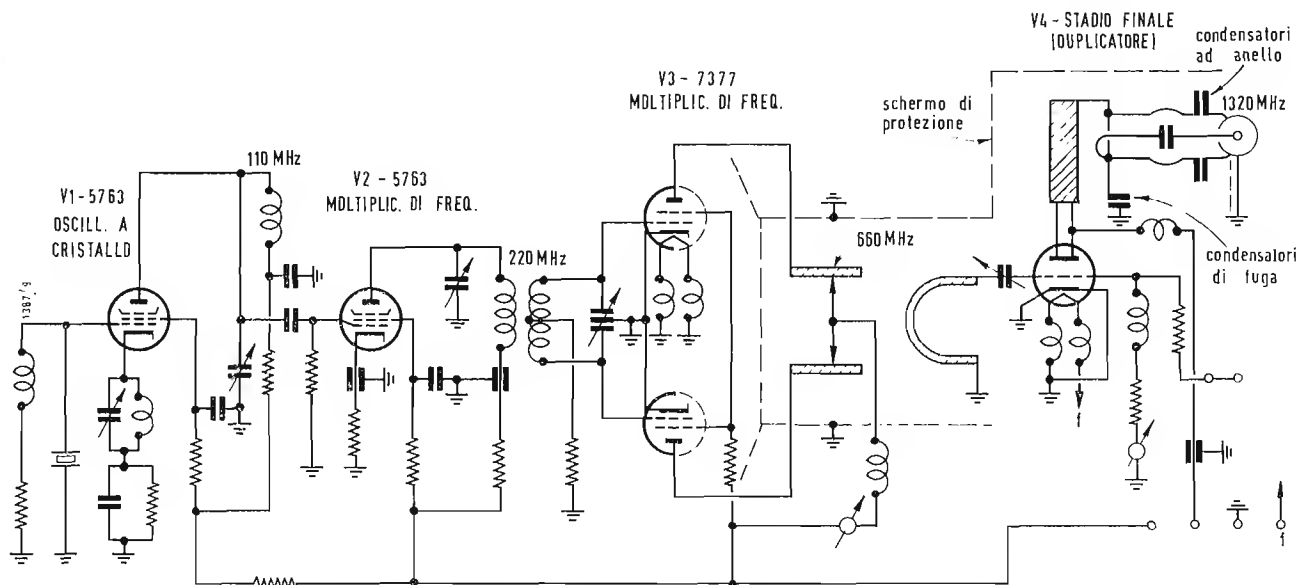 V4 - STADIO FINALE
(DUPLICATORE)
condensatori
ad anello
1320 MHz
schermo di
protezione
V3 - 7377
MOLTIPLIC. DI FREQ.
110 MHz
V1-5763
OSCILL. A
CRISTALLO
V2 - 5763
MOLTIPLIC. DI FREQ.
220 MHz
660 MHz
condensatori
di fuga
1387/9
f
f